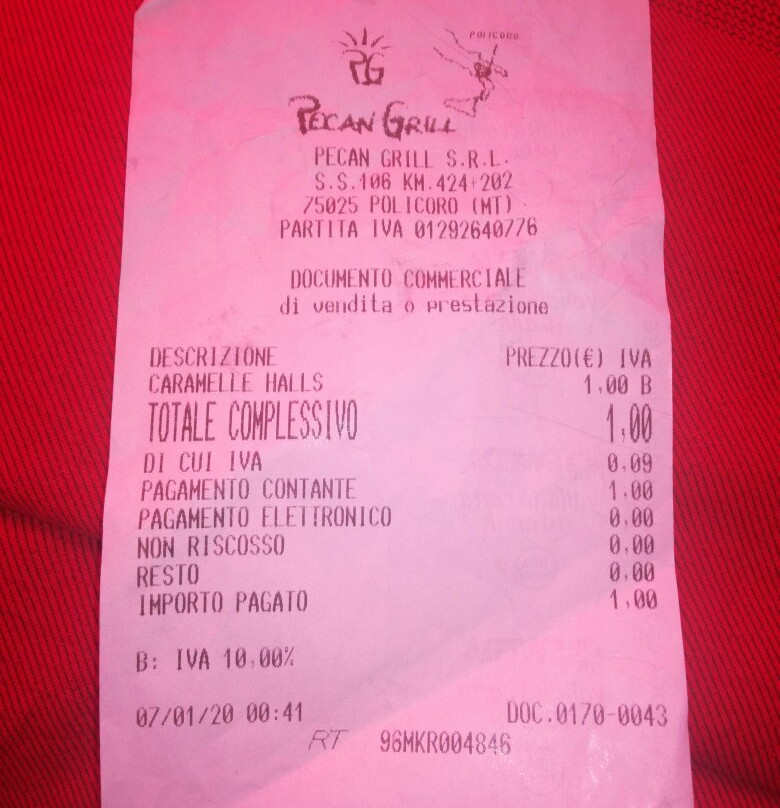 POLICORO
PG
PECAN GRILL
PECAN GRILL S.R.L.
S.S.106 KM.424+202
75025 POLICORO (MT)
PARTITA IVA 01292640776
DOCUMENTO COMMERCIALE
di vendita o prestazione
DESCRIZIONE PREZZO(€) IVA
CARAMELLE HALLS 1,00 B
TOTALE COMPLESSIVO 1,00
DI CUI IVA 0,09
PAGAMENTO CONTANTE 1,00
PAGAMENTO ELETTRONICO 0,00
NON RISCOSSO 0,00
RESTO 0,00
IMPORTO PAGATO 1,00
B: IVA 10,00%
07/01/20 00:41 DOC.0170-0043
RT 96MKR004846